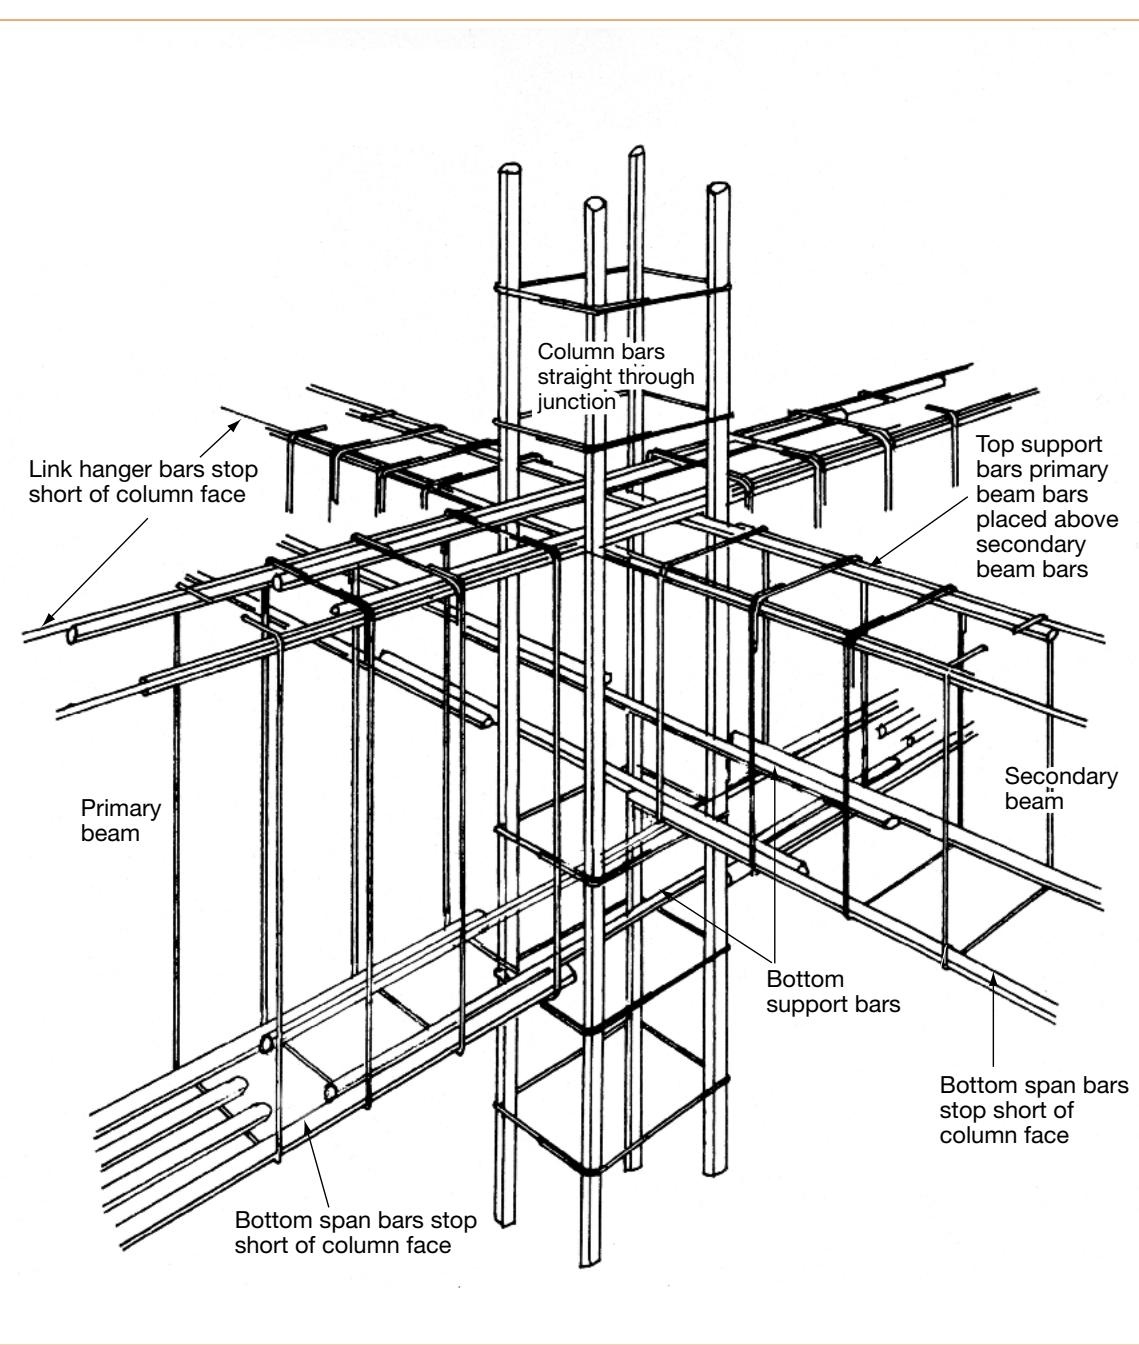 Column bars
straight through
junction
Link hanger bars stop
short of column face
Top support
bars primary
beam bars
placed above
secondary
beam bars
Primary
beam
Secondary
beam
Bottom
support bars
Bottom span bars
stop short of
column face
Bottom span bars stop
short of column face